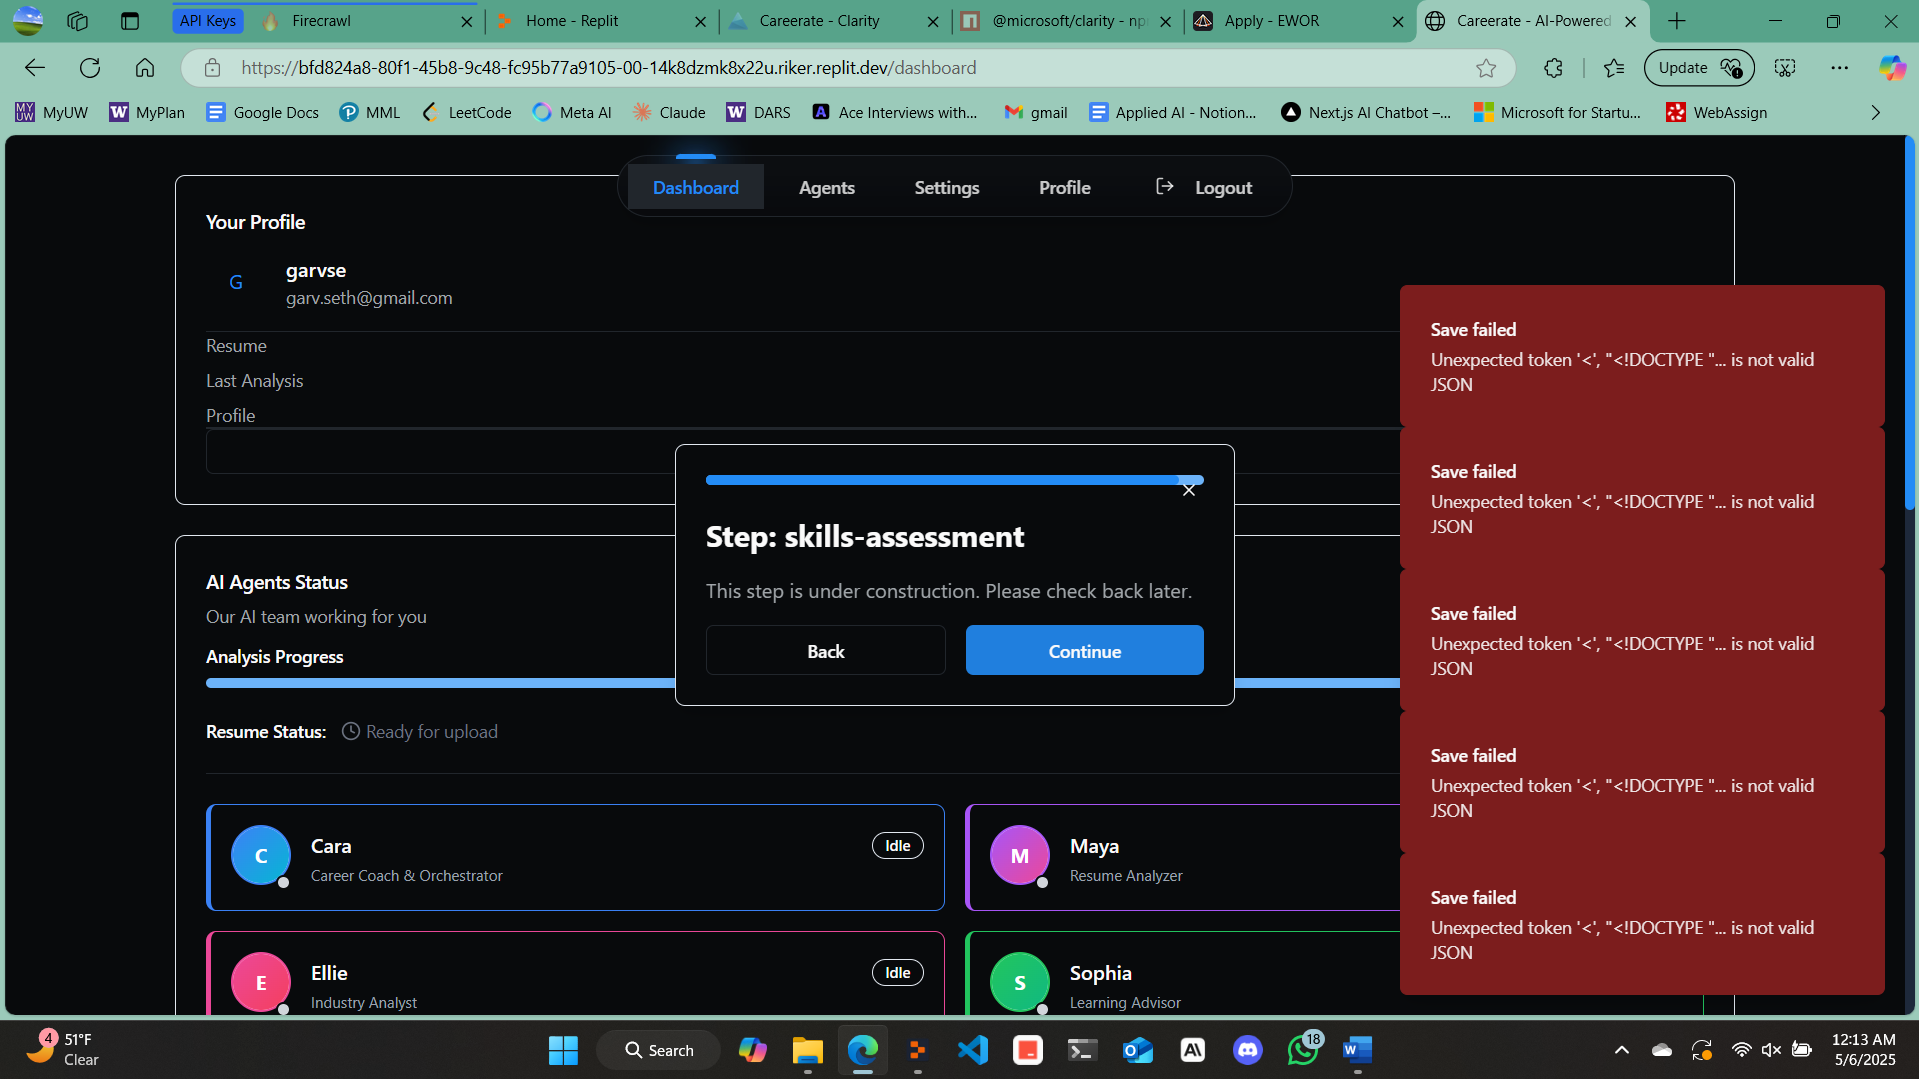 API Keys
Firecrawl
Home - Replit
Careerate - Clarity
@microsoft/clarity - np
Apply - EWOR
Careerate - AI-Powered
https://bfd824a8-80f1-45b8-9c48-fc95b77a9105-00-14k8dzmk8x22u.riker.replit.dev/dashboard
Update
MyUW
MyPlan
Google Docs
MML
LeetCode
Meta AI
Claude
DARS
Ace Interviews with...
gmail
Applied AI - Notion...
Next.js AI Chatbot –...
Microsoft for Startu...
WebAssign
Dashboard
Agents
Settings
Profile
Logout
Your Profile
G
garvse
garv.seth@gmail.com
Resume
Last Analysis
Profile
Step: skills-assessment
This step is under construction. Please check back later.
Back
Continue
AI Agents Status
Our AI team working for you
Analysis Progress
Resume Status:
Ready for upload
C
Cara
Career Coach & Orchestrator
Idle
M
Maya
Resume Analyzer
E
Ellie
Industry Analyst
Idle
S
Sophia
Learning Advisor
Save failed
Unexpected token '<', "<!DOCTYPE "... is not valid
JSON
Save failed
Unexpected token '<', "<!DOCTYPE "... is not valid
JSON
Save failed
Unexpected token '<', "<!DOCTYPE "... is not valid
JSON
Save failed
Unexpected token '<', "<!DOCTYPE "... is not valid
JSON
Save failed
Unexpected token '<', "<!DOCTYPE "... is not valid
JSON
4
51°F
Clear
Search
18
12:13 AM
5/6/2025